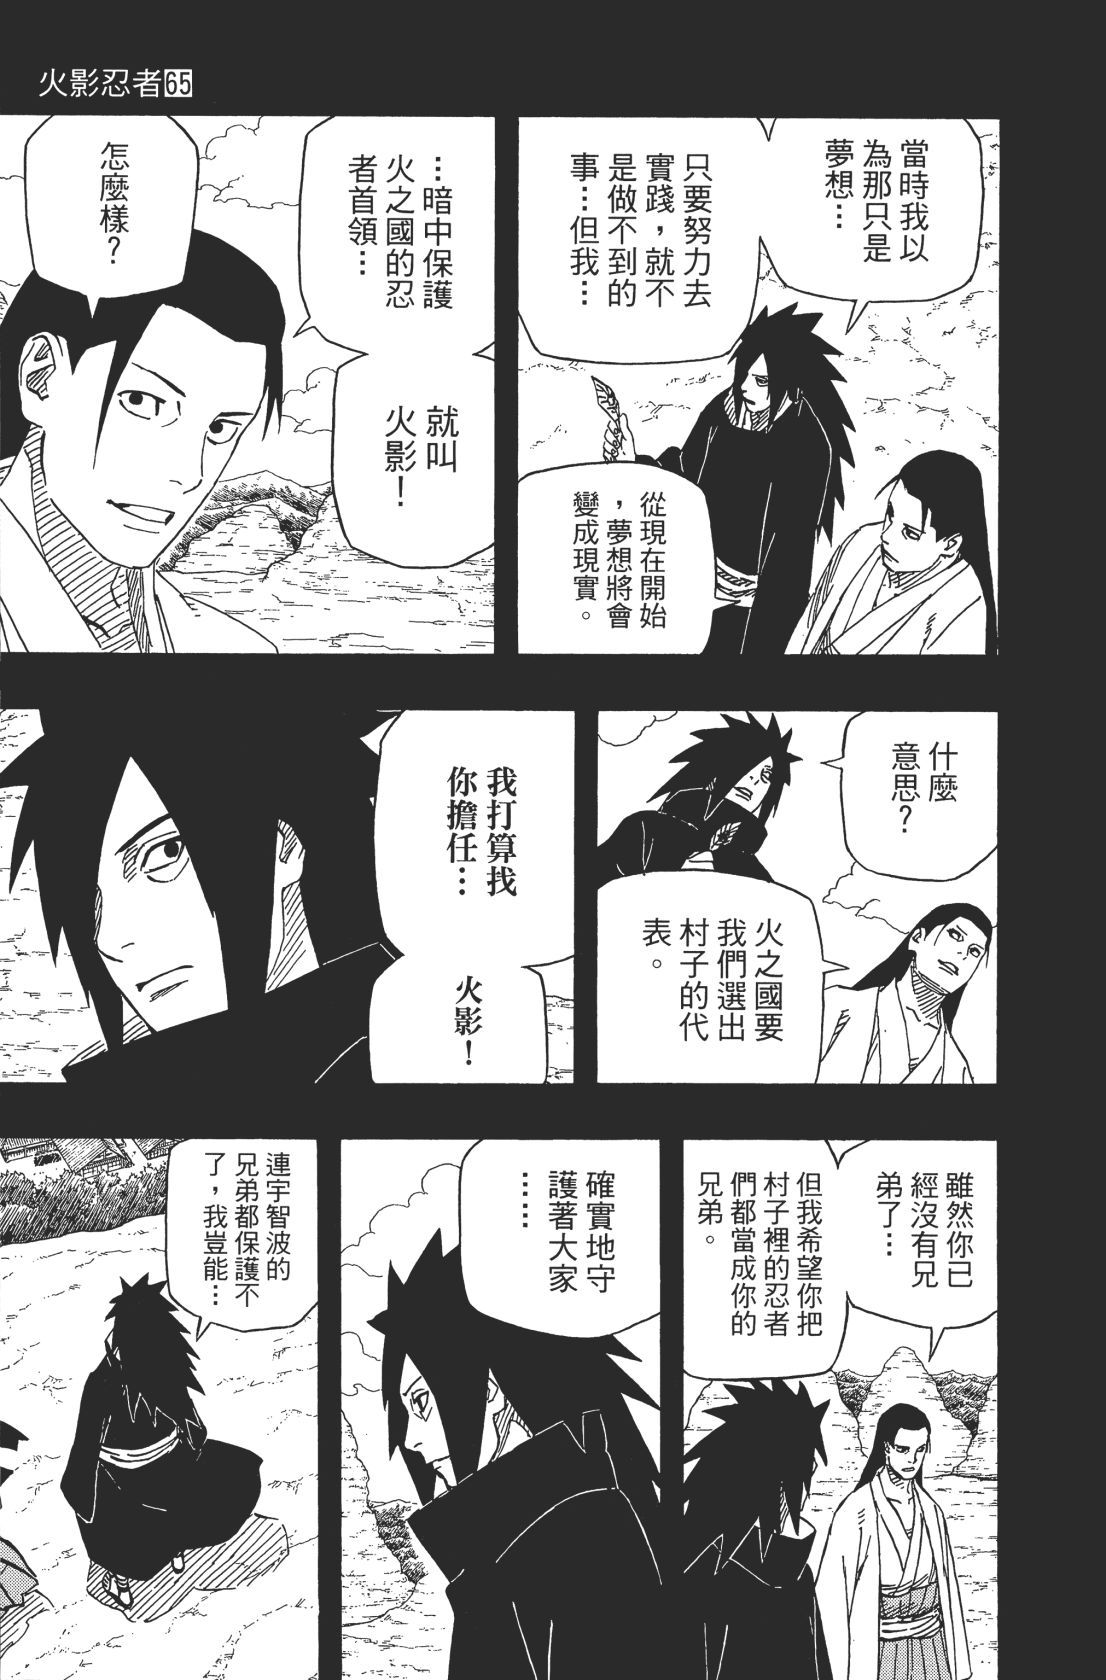 火影忍者65
當時我以
為那只是
夢想…
只要努力去
實踐，就不
是做不到的
事…但我…
從現在開始
，夢想將會
變成現實。
…暗中保護
火之國的忍
者首領…
就叫
火影！
怎麼樣？
什麼
意思？
火之國要
我們選出
村子的代
表。
我打算找
你擔任…
火影！
雖然你已
經沒有兄
弟了…
但我希望你把
村子裡的忍者
們都當成你的
兄弟。
確實地守
護著大家
……
連宇智波的
兄弟都保護不
了，我豈能…